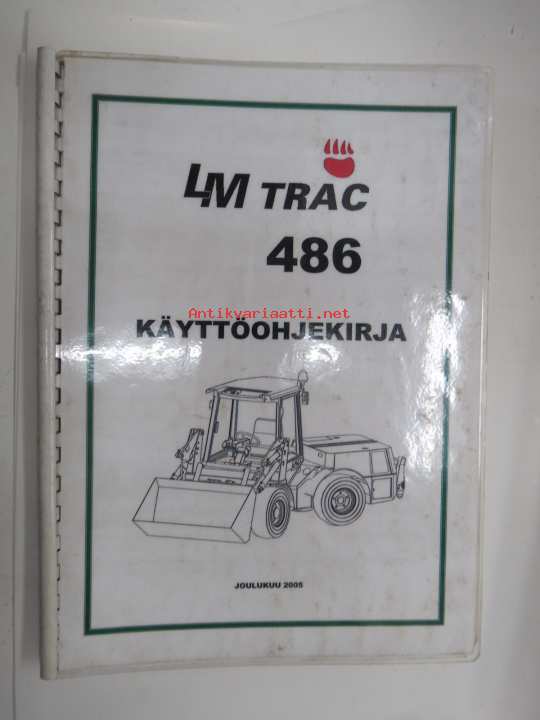 LM TRAC
486
Antikvariaatti.net
KÄYTTÖOHJEKIRJA
JOULUKUU 2005